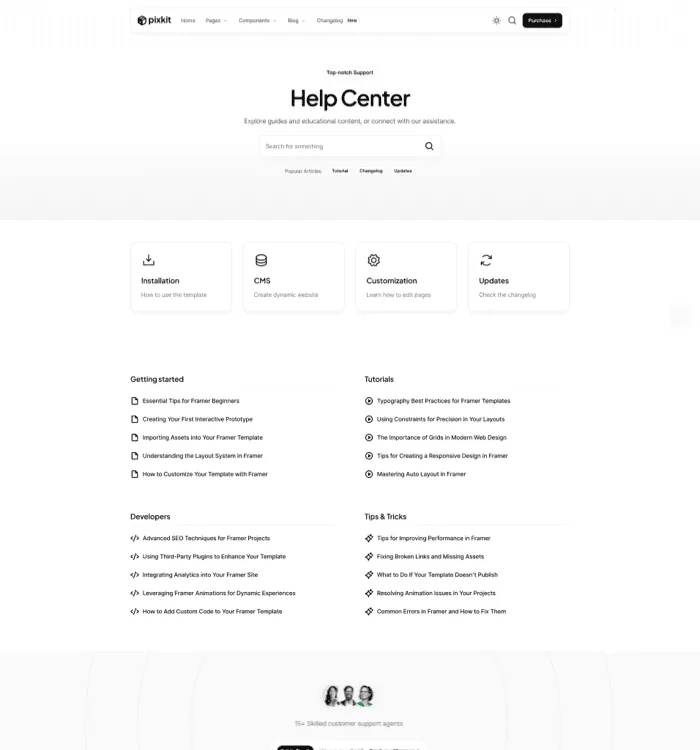 pixkit Home Pages Components Blog Changelog New Purchase
Top-notch Support
Help Center
Explore guides and educational content, or connect with our assistance.
Search for something
Popular Articles: Tutorial Changelog Updates
Installation
How to use the template
CMS
Create dynamic website
Customization
Learn how to edit pages
Updates
Check the changelog
Getting started
Essential Tips for Framer Beginners
Creating Your First Interactive Prototype
Importing Assets into Your Framer Template
Understanding the Layout System in Framer
How to Customize Your Template with Framer
Tutorials
Typography Best Practices for Framer Templates
Using Constraints for Precision in Your Layouts
The Importance of Grids in Modern Web Design
Tips for Creating a Responsive Design in Framer
Mastering Auto Layout in Framer
Developers
Advanced SEO Techniques for Framer Projects
Using Third-Party Plugins to Enhance Your Template
Integrating Analytics into Your Framer Site
Leveraging Framer Animations for Dynamic Experiences
How to Add Custom Code to Your Framer Template
Tips & Tricks
Tips for Improving Performance in Framer
Fixing Broken Links and Missing Assets
What to Do If Your Template Doesn't Publish
Resolving Animation Issues in Your Projects
Common Errors in Framer and How to Fix Them
15+ Skilled customer support agents